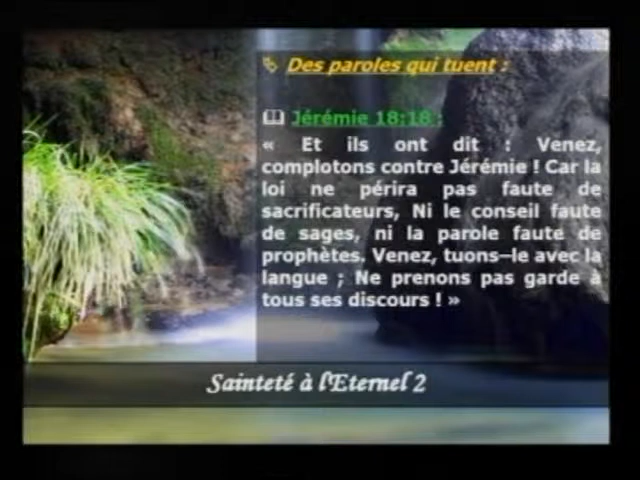 Des paroles qui tuent :
Jérémie 18:18 :
« Et ils ont dit : Venez,
complotons contre Jérémie ! Car la
loi ne périra pas faute de
sacrificateurs, Ni le conseil faute
de sages, ni la parole faute de
prophètes. Venez, tuons–le avec la
langue ; Ne prenons pas garde à
tous ses discours ! »
Sainteté à l'Eternel 2